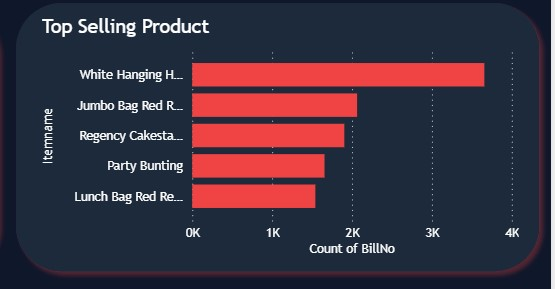 Top Selling Product
Itemname
White Hanging H...
Jumbo Bag Red R...
Regency Cakesta...
Party Bunting
Lunch Bag Red Re...
0K 1K 2K 3K 4K
Count of BillNo